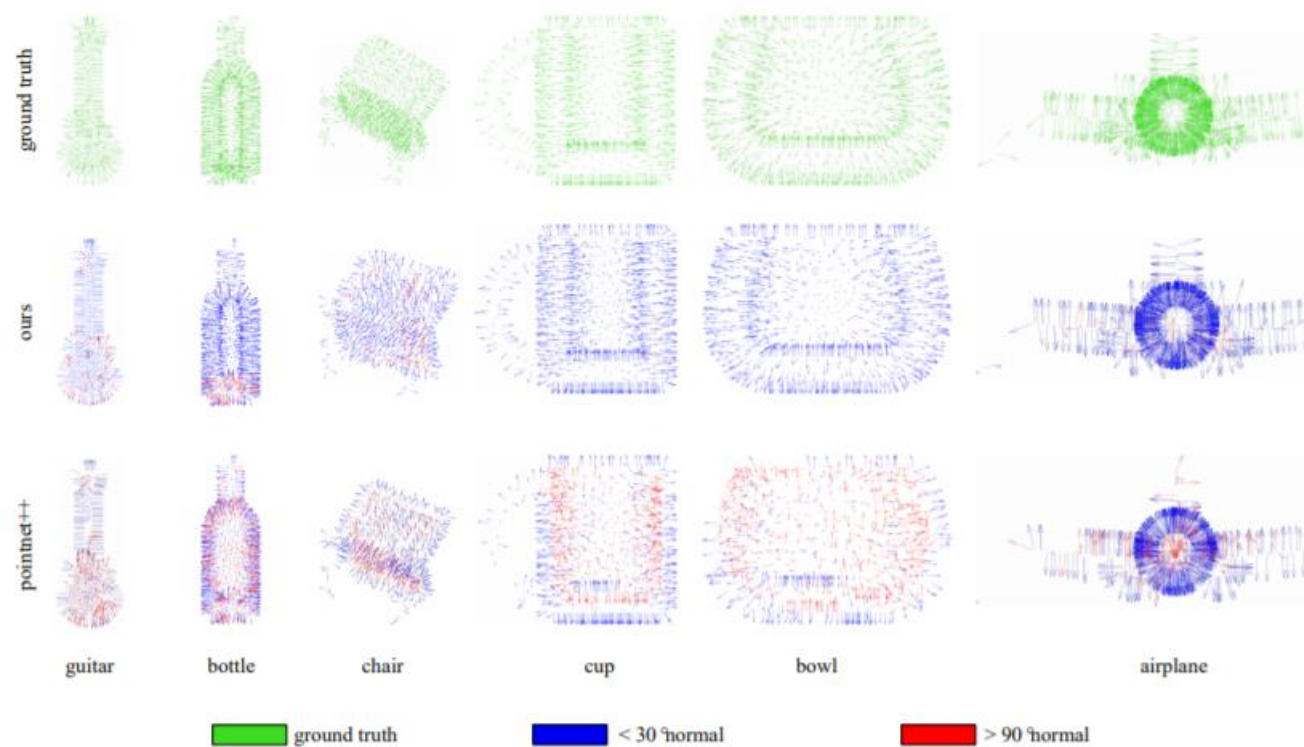 ground truth
ours
pointnet++
guitar bottle chair cup bowl airplane
ground truth < 30 °normal > 90 °normal